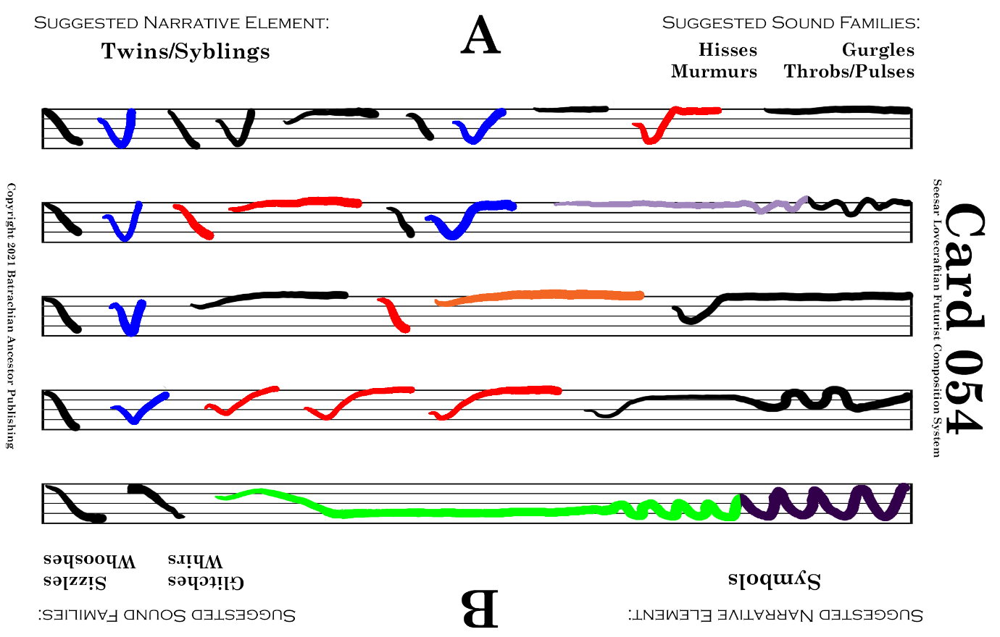 SUGGESTED NARRATIVE ELEMENT:
Twins/Syblings
A
SUGGESTED SOUND FAMILIES:
Hisses Gurgles
Murmurs Throbs/Pulses
Copyright 2021 Batrachian Ancestor Publishing
Seesar Lovecraftian Futurist Composition System
Card 054
B
SUGGESTED NARRATIVE ELEMENT:
Symbols
SUGGESTED SOUND FAMILIES:
Glitches Sizzles
Whirs Whooshes